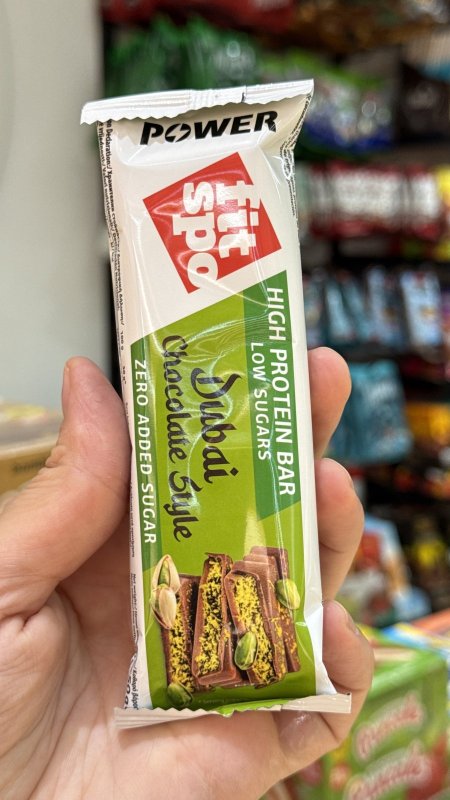 POWER
fit
spo
HIGH PROTEIN BAR
LOW SUGARS
Dubai
Chocolate Style
ZERO ADDED SUGAR